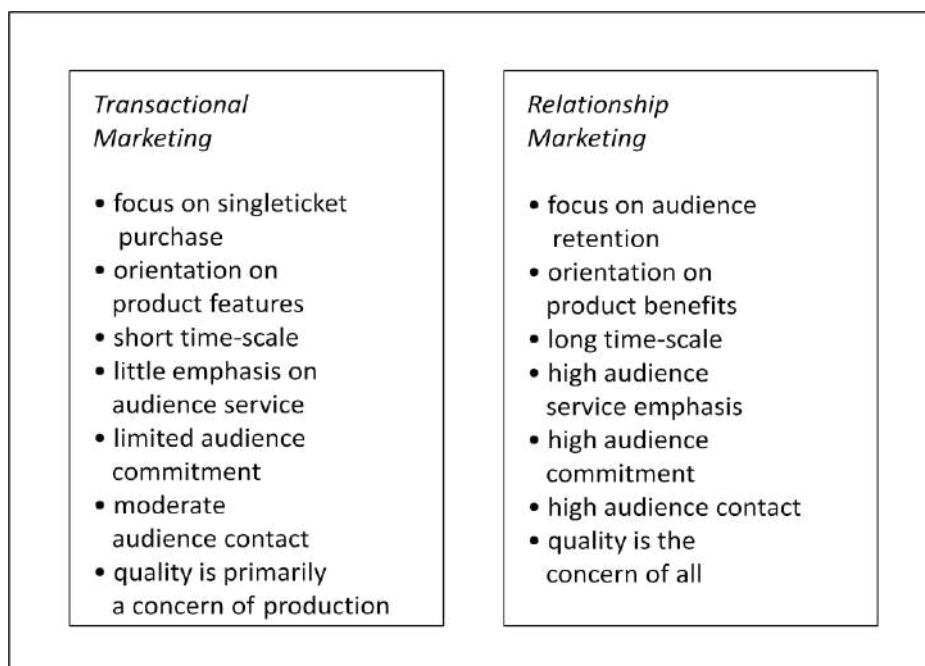 Transactional
Marketing
• focus on singleticket
purchase
• orientation on
product features
• short time-scale
• little emphasis on
audience service
• limited audience
commitment
• moderate
audience contact
• quality is primarily
a concern of production
Relationship
Marketing
• focus on audience
retention
• orientation on
product benefits
• long time-scale
• high audience
service emphasis
• high audience
commitment
• high audience contact
• quality is the
concern of all